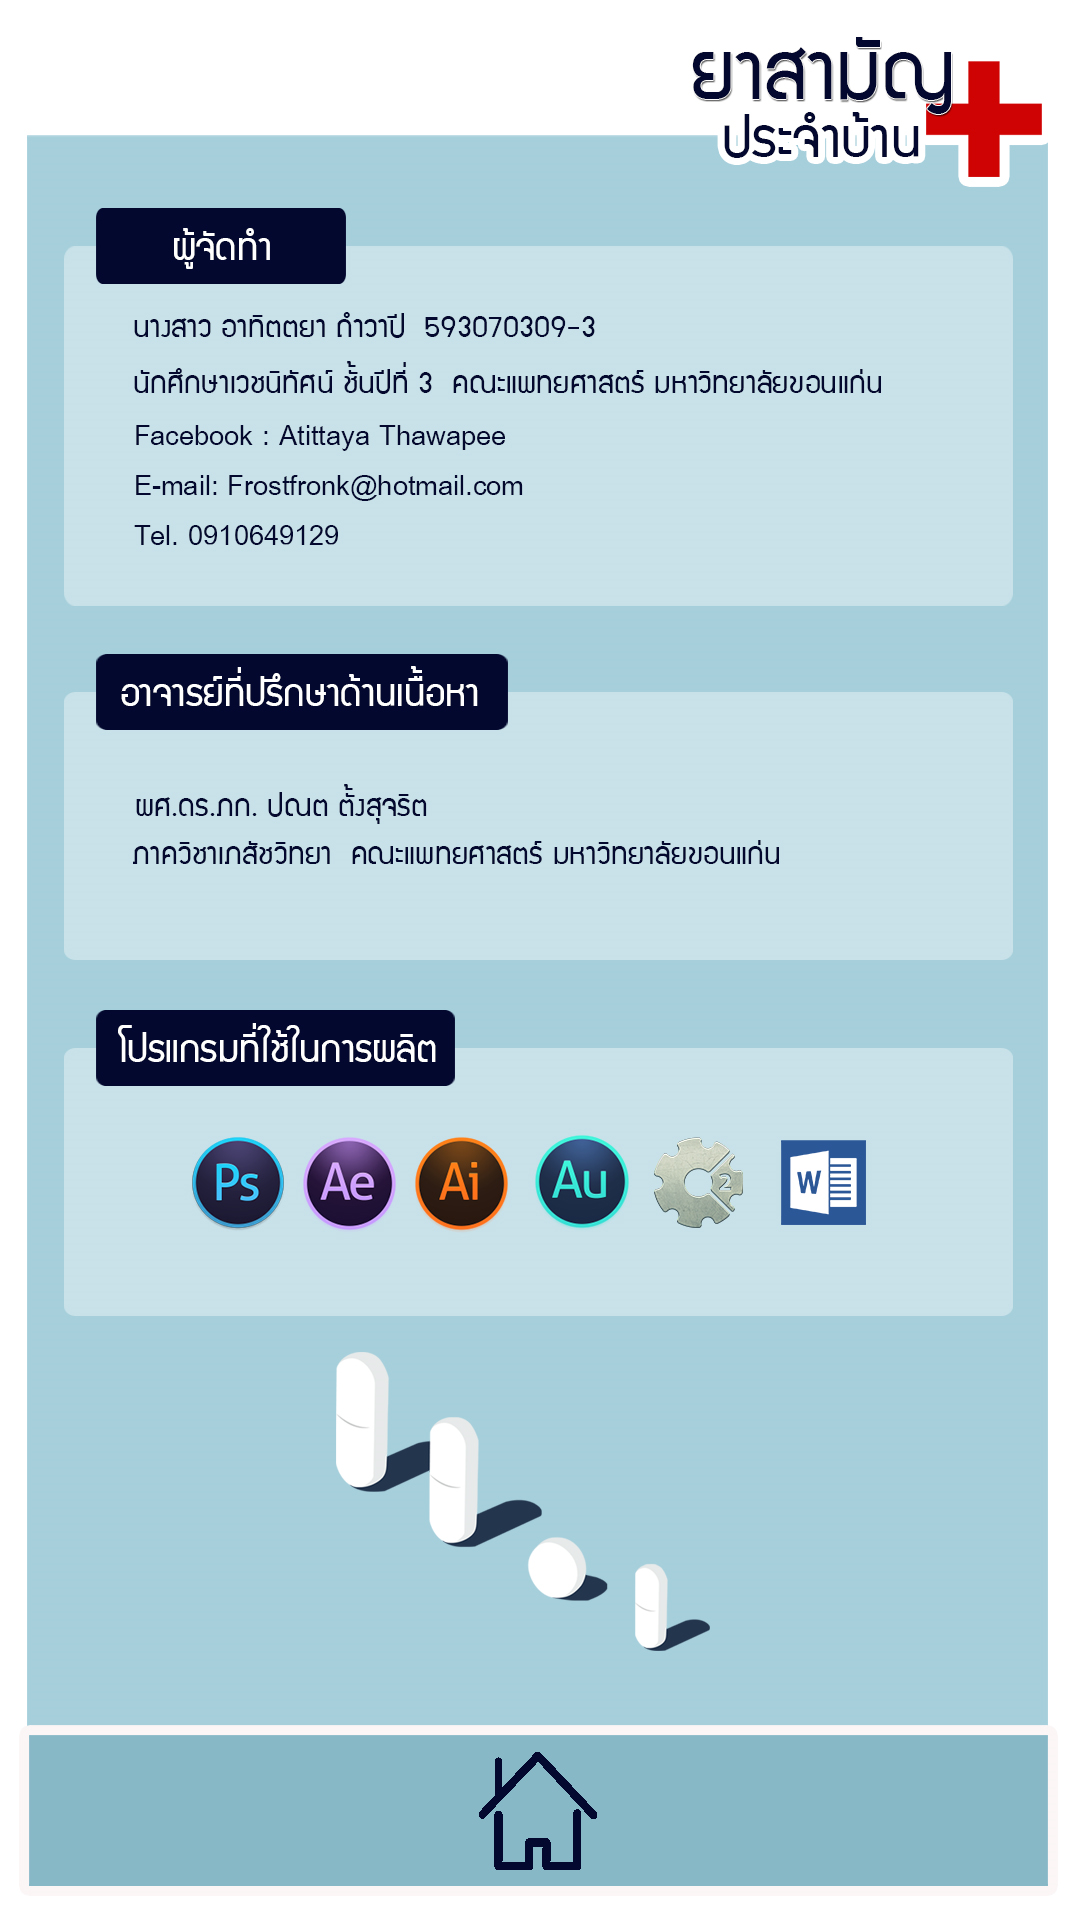 ยาสามัญ
ประจำบ้าน
ผู้จัดทำ
นางสาว อาทิตตยา ถำวาปี  593070309-3
นักศึกษาเวชนิทัศน์ ชั้นปีที่ 3  คณะแพทยศาสตร์ มหาวิทยาลัยขอนแก่น
Facebook : Atittaya Thawapee
E-mail: Frostfronk@hotmail.com
Tel. 0910649129
อาจารย์ที่ปรึกษาด้านเนื้อหา
ผศ.ดร.ภก. ปณต ตั้งสุจริต
ภาควิชาเภสัชวิทยา  คณะแพทยศาสตร์ มหาวิทยาลัยขอนแก่น
โปรแกรมที่ใช้ในการผลิต
Ps Ae Ai Au 2 W